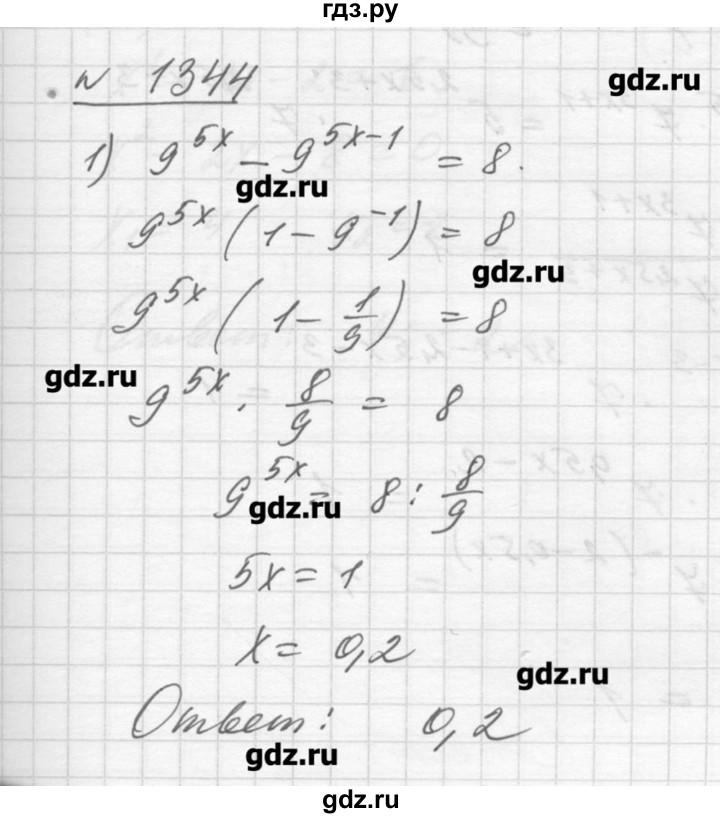 гдз.ру
№ 1344
gdz.ru
1) 9^{5x} - 9^{5x-1} = 8.
gdz.ru
9^{5x} (1 - 9^{-1}) = 8
gdz.ru
9^{5x} (1 - \frac{1}{9}) = 8
gdz.ru
9^{5x} \cdot \frac{8}{9} = 8
9^{5x} = 8 : \frac{8}{9}
gdz.ru
5x = 1
x = 0,2
gdz.ru
Ответ: 0,2
gdz.ru
gdz.ru